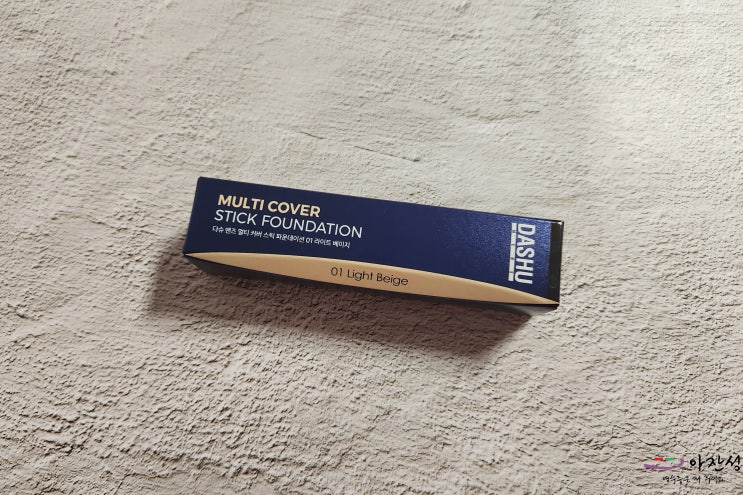 MULTI COVER
STICK FOUNDATION
다슈 맨즈 멀티 커버 스틱 파운데이션 01 라이트 베이지
01 Light Beige
DASHU
아찬성